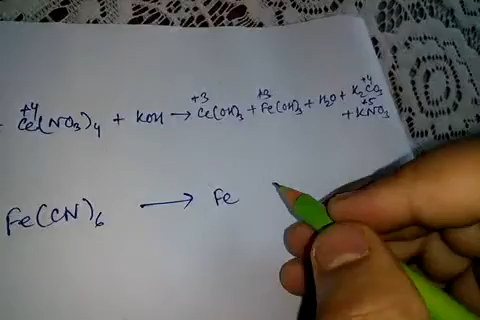 +4 +3 +3 +4
Ce(NO3)4 + KOH → Ce(OH)3 + Fe(OH)3 + H2O + K2CO3
+5
+ KNO3
Fe(CN)6 → Fe